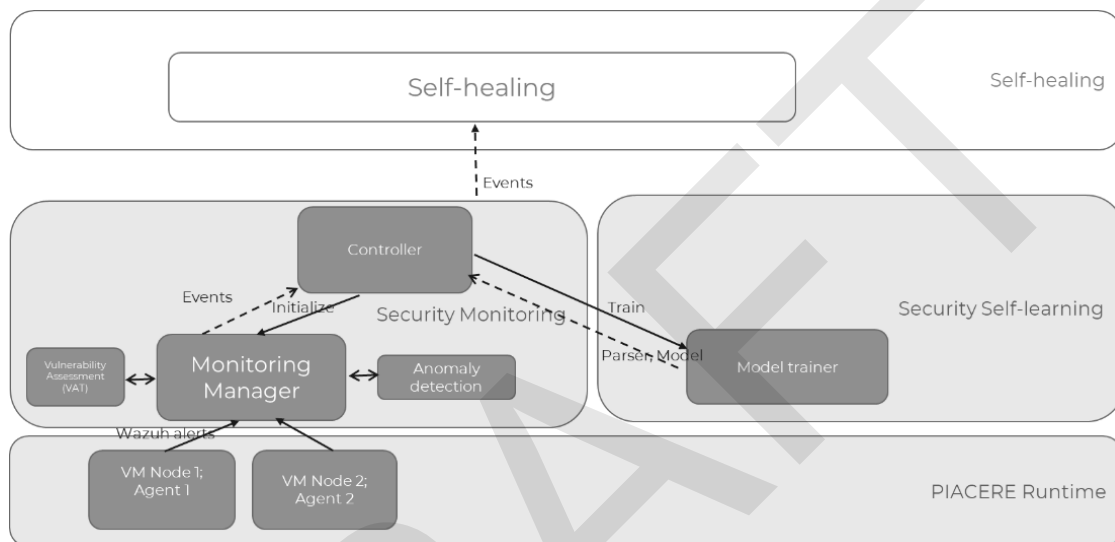 Self-healing
Self-healing
Events
Controller
Events
Initialize
Security Monitoring
Train
Security Self-learning
Vulnerability
Assessment
(VAT)
Monitoring
Manager
Anomaly
detection
Parser, Model
Model trainer
Wazuh alerts
VM Node 1;
Agent 1
VM Node 2;
Agent 2
PIACERE Runtime